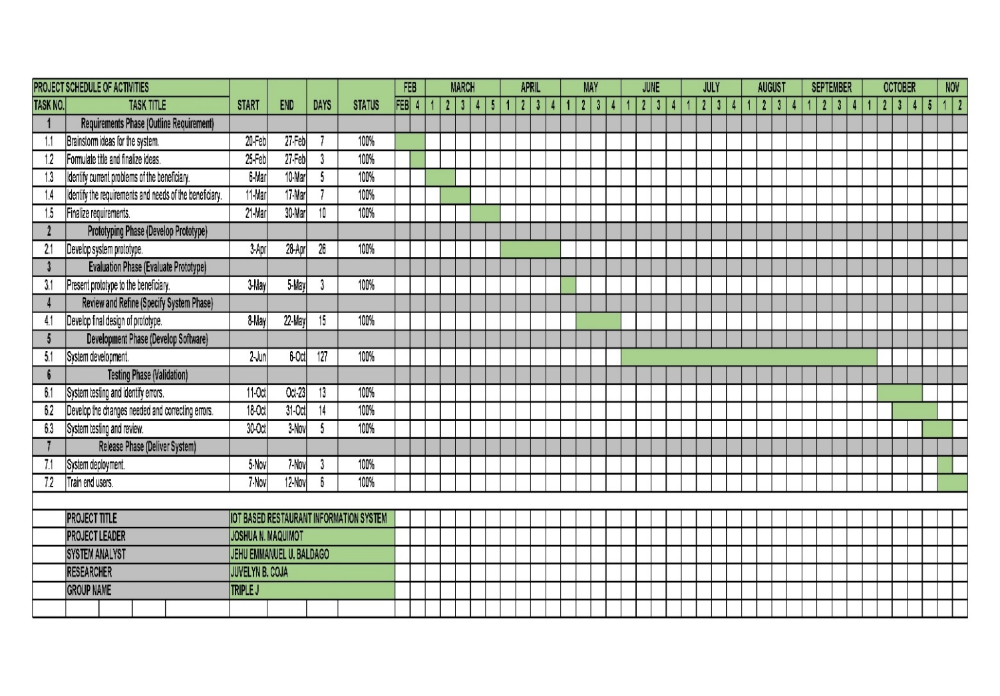 PROJECT SCHEDULE OF ACTIVITIES FEB MARCH APRIL MAY JUNE JULY AUGUST SEPTEMBER OCTOBER NOV
TASK NO. TASK TITLE START END DAYS STATUS FEB 4 1 2 3 4 5 1 2 3 4 1 2 3 4 1 2 3 4 1 2 3 4 1 2 3 4 1 2 3 4 1 2 3 4 5 1 2
1 Requirements Phase (Outline Requirement)
1.1 Brainstorm ideas for the system. 20-Feb 27-Feb 7 100%
1.2 Formulate title and finalize ideas. 25-Feb 27-Feb 3 100%
1.3 Identify current problems of the beneficiary. 6-Mar 10-Mar 5 100%
1.4 Identify the requirements and needs of the beneficiary. 11-Mar 17-Mar 7 100%
1.5 Finalize requirements. 21-Mar 30-Mar 10 100%
2 Prototyping Phase (Develop Prototype)
2.1 Develop system prototype. 3-Apr 28-Apr 26 100%
3 Evaluation Phase (Evaluate Prototype)
3.1 Present prototype to the beneficiary. 3-May 5-May 3 100%
4 Review and Refine (Specify System Phase)
4.1 Develop final design of prototype. 8-May 22-May 15 100%
5 Development Phase (Develop Software)
5.1 System development. 2-Jun 6-Oct 127 100%
6 Testing Phase (Validation)
6.1 System testing and identify errors. 11-Oct Oct-23 13 100%
6.2 Develop the changes needed and correcting errors. 18-Oct 31-Oct 14 100%
6.3 System testing and review. 30-Oct 3-Nov 5 100%
7 Release Phase (Deliver System)
7.1 System deployment. 5-Nov 7-Nov 3 100%
7.2 Train end users. 7-Nov 12-Nov 6 100%
PROJECT TITLE IOT BASED RESTAURANT INFORMATION SYSTEM
PROJECT LEADER JOSHUA N. MAQUIMOT
SYSTEM ANALYST JEHU EMMANUEL U. BALDAGO
RESEARCHER JUVELYN B. COJA
GROUP NAME TRIPLE J